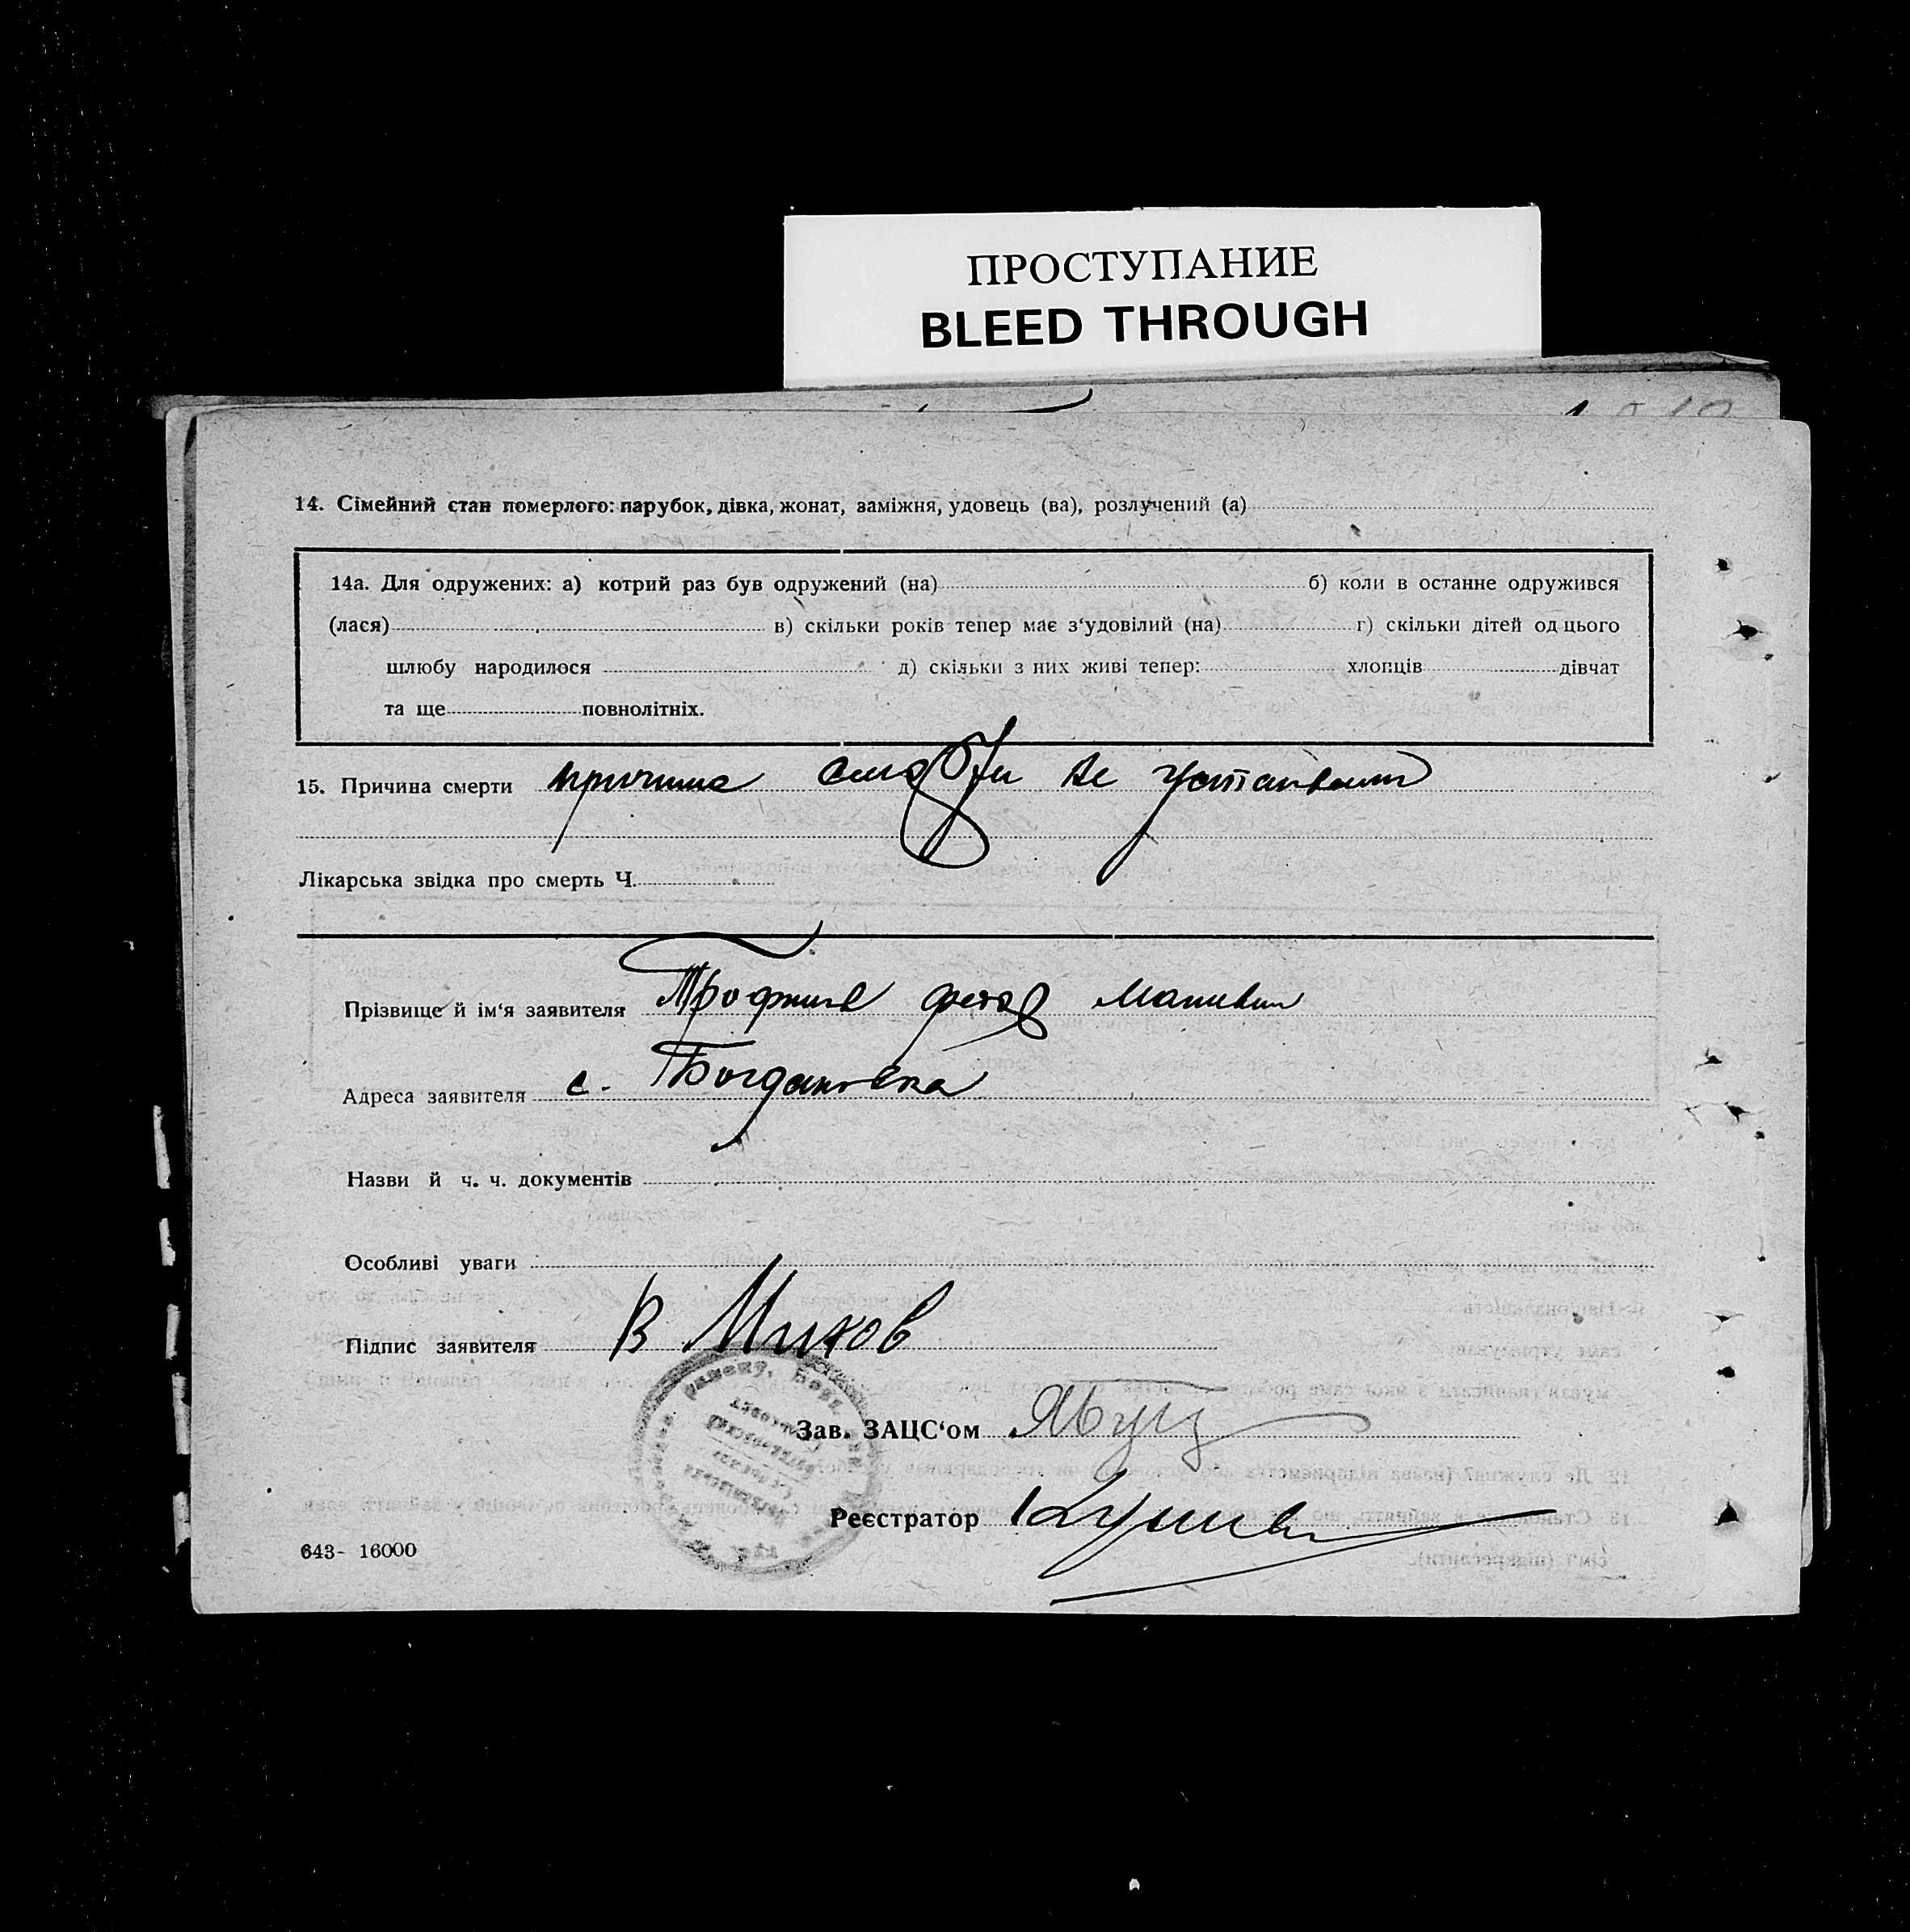 ПРОСТУПАНИЕ
BLEED THROUGH
14. Сімейний стан померлого: парубок, дівка, жонат, заміжня, удовець (ва), розлучений (а)
14а. Для одружених: а) котрий раз був одружений (на) б) коли в останне одружився
(лася) в) скільки років тепер має з‘удовілий (на) г) скільки дітей од цього
шлюбу народилося д) скільки з них живі тепер: хлопців дівчат
та ще повнолітніх.
15. Причина смерти причина смерти не
Лікарська звідка про смерть Ч.
Прізвище й ім‘я заявителя
Адреса заявителя с. Богдановка
Назви й ч. ч. документів
Особливі уваги
Підпис заявителя В
Зав. ЗАЦС‘ом
Реєстратор
643- 16000